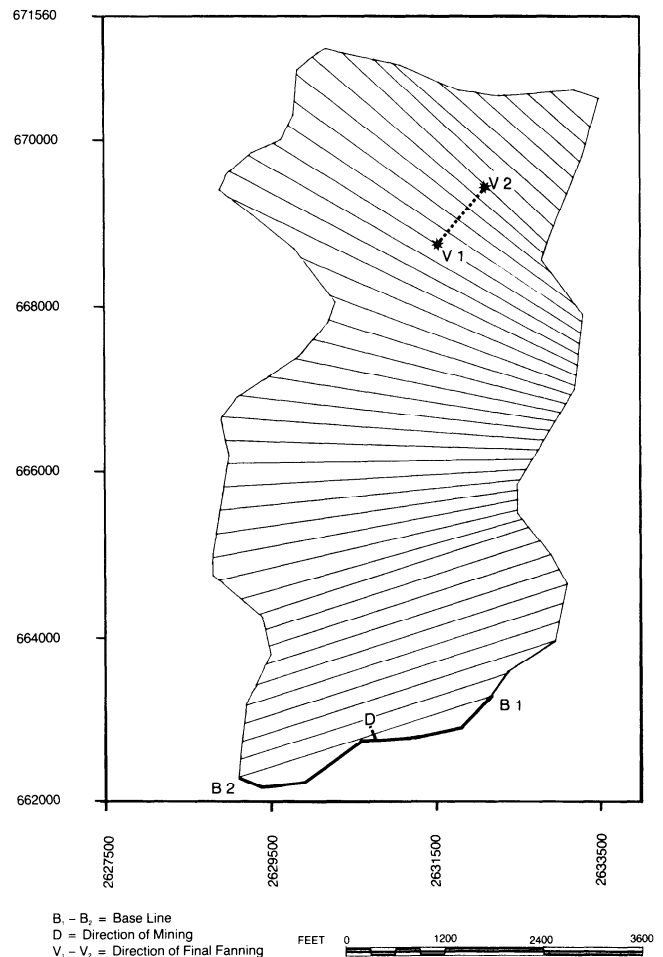 671560
670000
V 2
V 1
668000
666000
664000
B 1
D
B 2
662000
2627500
2629500
2631500
2633500
B₁ – B₂ = Base Line
D = Direction of Mining
V₁ – V₂ = Direction of Final Fanning
FEET 0 1200 2400 3600